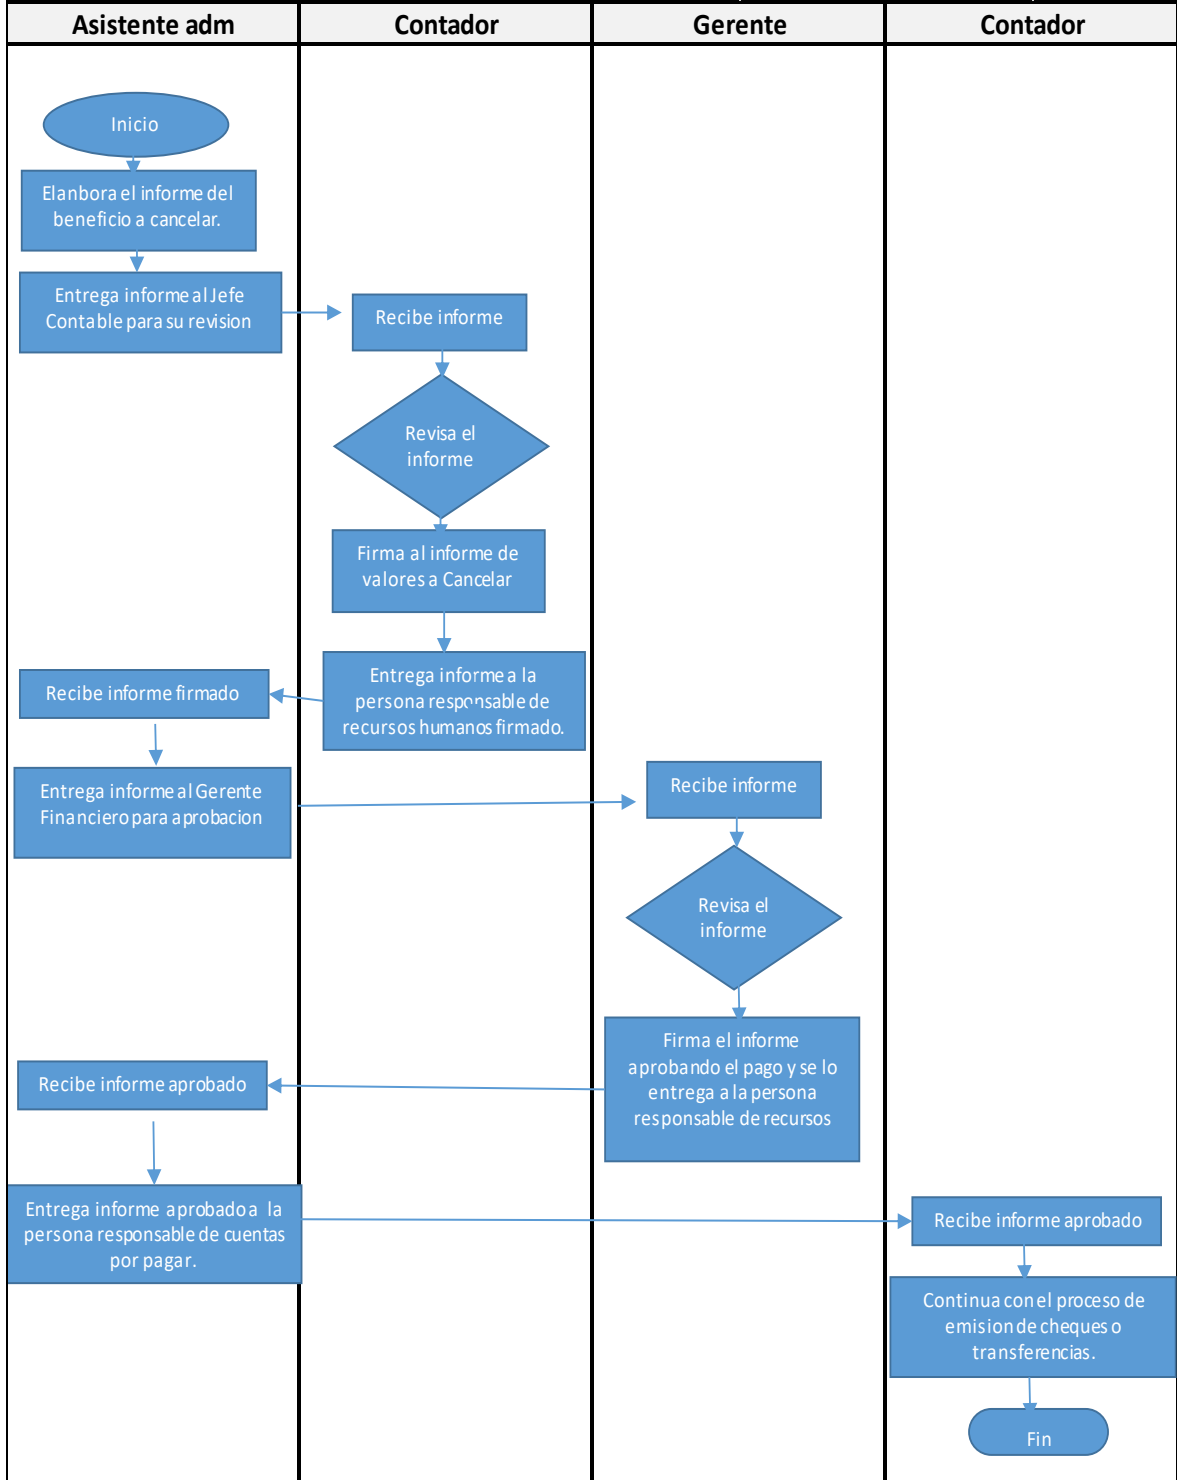 Asistente adm
Contador
Gerente
Contador
Inicio
Elanbora el informe del
beneficio a cancelar.
Entrega informe al Jefe
Contable para su revision
Recibe informe
Revisa el
informe
Firma al informe de
valores a Cancelar
Entrega informe a la
persona responsable de
recursos humanos firmado.
Recibe informe firmado
Entrega informe al Gerente
Financiero para aprobacion
Recibe informe
Revisa el
informe
Firma el informe
aprobando el pago y se lo
entrega a la persona
responsable de recursos
Recibe informe aprobado
Entrega informe aprobado a la
persona responsable de cuentas
por pagar.
Recibe informe aprobado
Continua con el proceso de
emision de cheques o
transferencias.
Fin